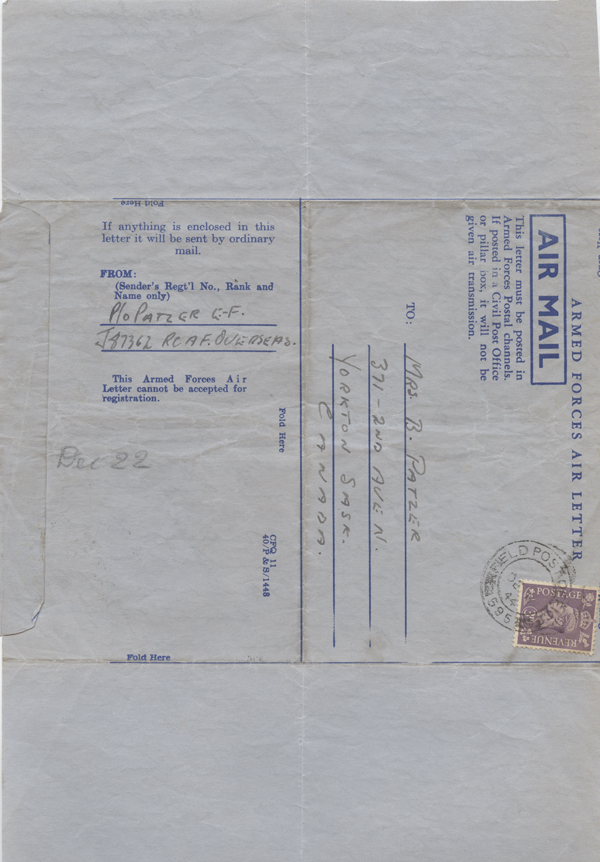 ARMED FORCES AIR LETTER
AIR MAIL
This letter must be posted in
Armed Forces Postal channels.
If posted in a Civil Post Office
or pillar box, it will not be
given air transmission.
TO:
MRS. B. PATZER
371-2ND AVE N.
YORKTON SASK.
CANADA.
FIELD POST
44
695
POSTAGE
REVENUE
Fold Here
If anything is enclosed in this
letter it will be sent by ordinary
mail.
FROM:
(Sender's Regt'l No., Rank and
Name only)
P/O PATZER E.F.
J87362 RCAF. OVERSEAS.
This Armed Forces Air
Letter cannot be accepted for
registration.
Fold Here
Dec 22
CPQ 11
40/P & S/1448
Fold Here